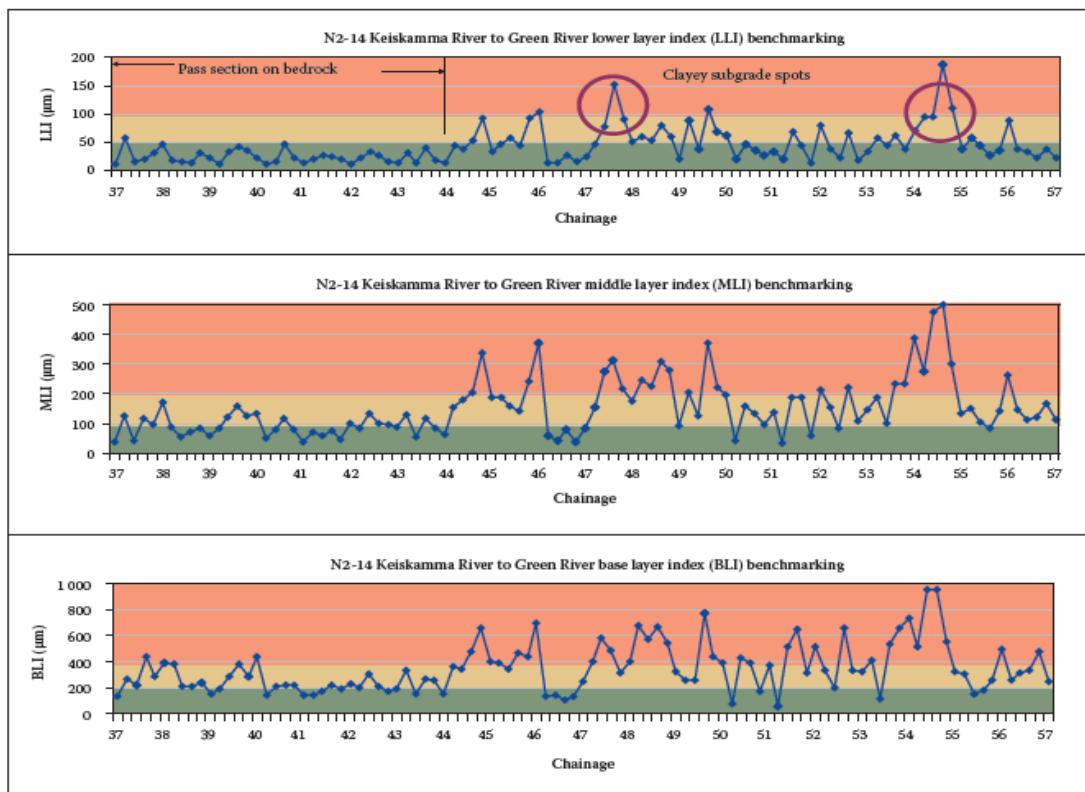 N2-14 Keiskamma River to Green River lower layer index (LLI) benchmarking
LLI (µm)
200
150
100
50
0
Pass section on bedrock
Clayey subgrade spots
37 38 39 40 41 42 43 44 45 46 47 48 49 50 51 52 53 54 55 56 57
Chainage
N2-14 Keiskamma River to Green River middle layer index (MLI) benchmarking
MLI (µm)
500
400
300
200
100
0
37 38 39 40 41 42 43 44 45 46 47 48 49 50 51 52 53 54 55 56 57
Chainage
N2-14 Keiskamma River to Green River base layer index (BLI) benchmarking
BLI (µm)
1 000
800
600
400
200
0
37 38 39 40 41 42 43 44 45 46 47 48 49 50 51 52 53 54 55 56 57
Chainage